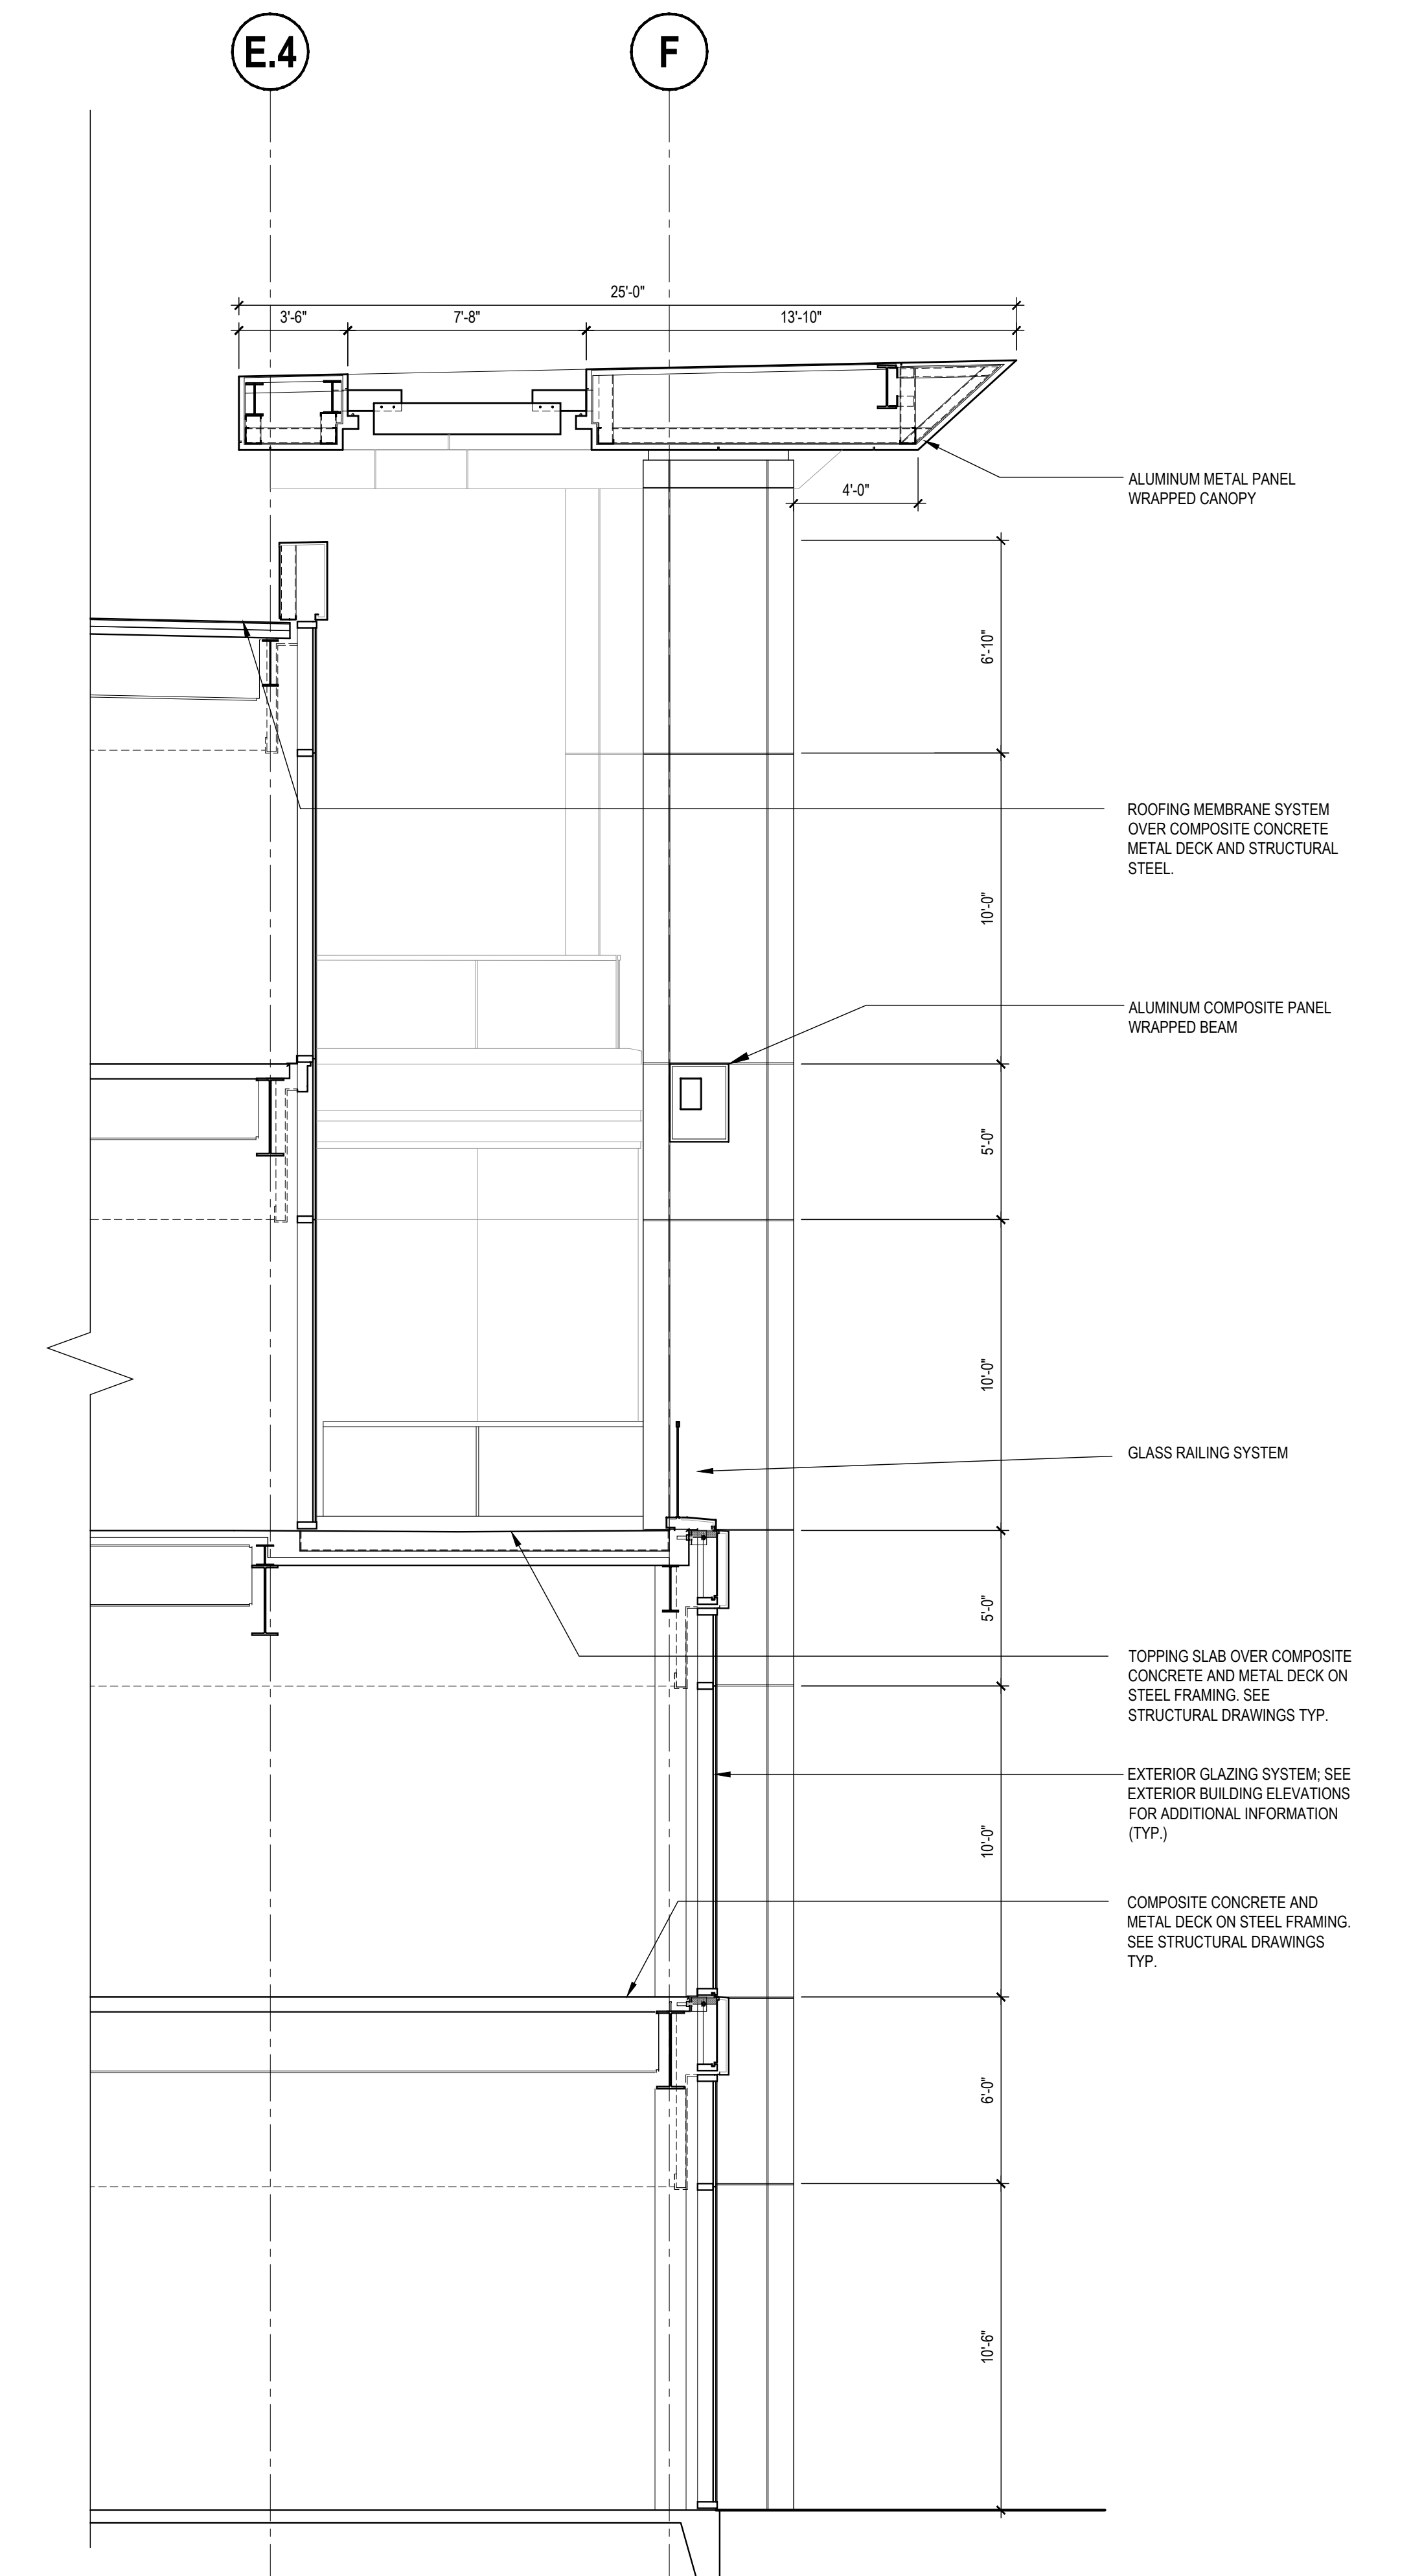 E.4
F
25'-0"
3'-6"
7'-8"
13'-10"
ALUMINUM METAL PANEL
WRAPPED CANOPY
4'-0"
6'-10"
ROOFING MEMBRANE SYSTEM
OVER COMPOSITE CONCRETE
METAL DECK AND STRUCTURAL
STEEL.
10'-0"
ALUMINUM COMPOSITE PANEL
WRAPPED BEAM
5'-0"
10'-0"
GLASS RAILING SYSTEM
5'-0"
TOPPING SLAB OVER COMPOSITE
CONCRETE AND METAL DECK ON
STEEL FRAMING. SEE
STRUCTURAL DRAWINGS TYP.
EXTERIOR GLAZING SYSTEM; SEE
EXTERIOR BUILDING ELEVATIONS
FOR ADDITIONAL INFORMATION
(TYP.)
10'-0"
COMPOSITE CONCRETE AND
METAL DECK ON STEEL FRAMING.
SEE STRUCTURAL DRAWINGS
TYP.
6'-0"
10'-6"